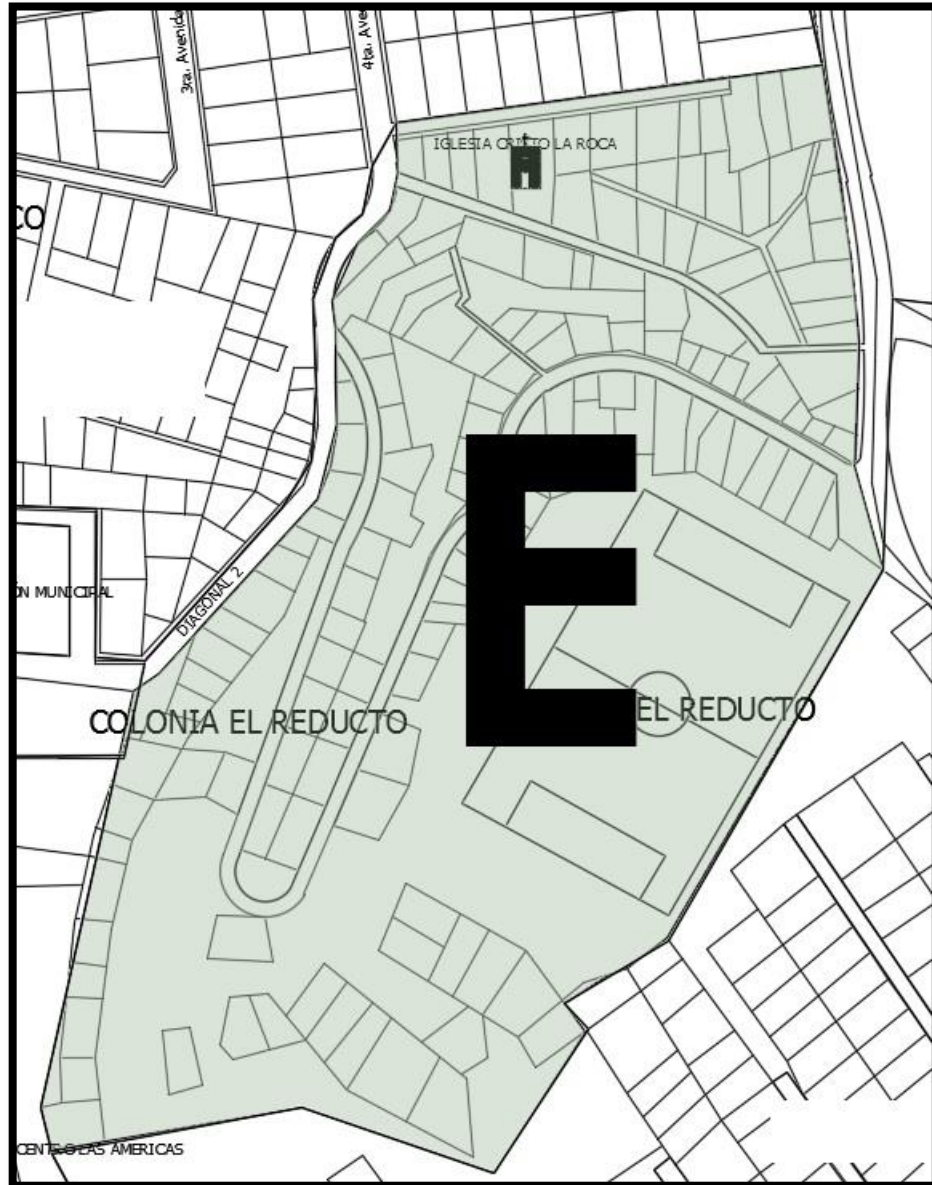 3ra. Avenida
4ta. Ave
IGLESIA CRISTO LA ROCA
CO
ÓN MUNICIPAL
DIAGONAL 2
E
COLONIA EL REDUCTO
EL REDUCTO
CENTRO LAS AMERICAS